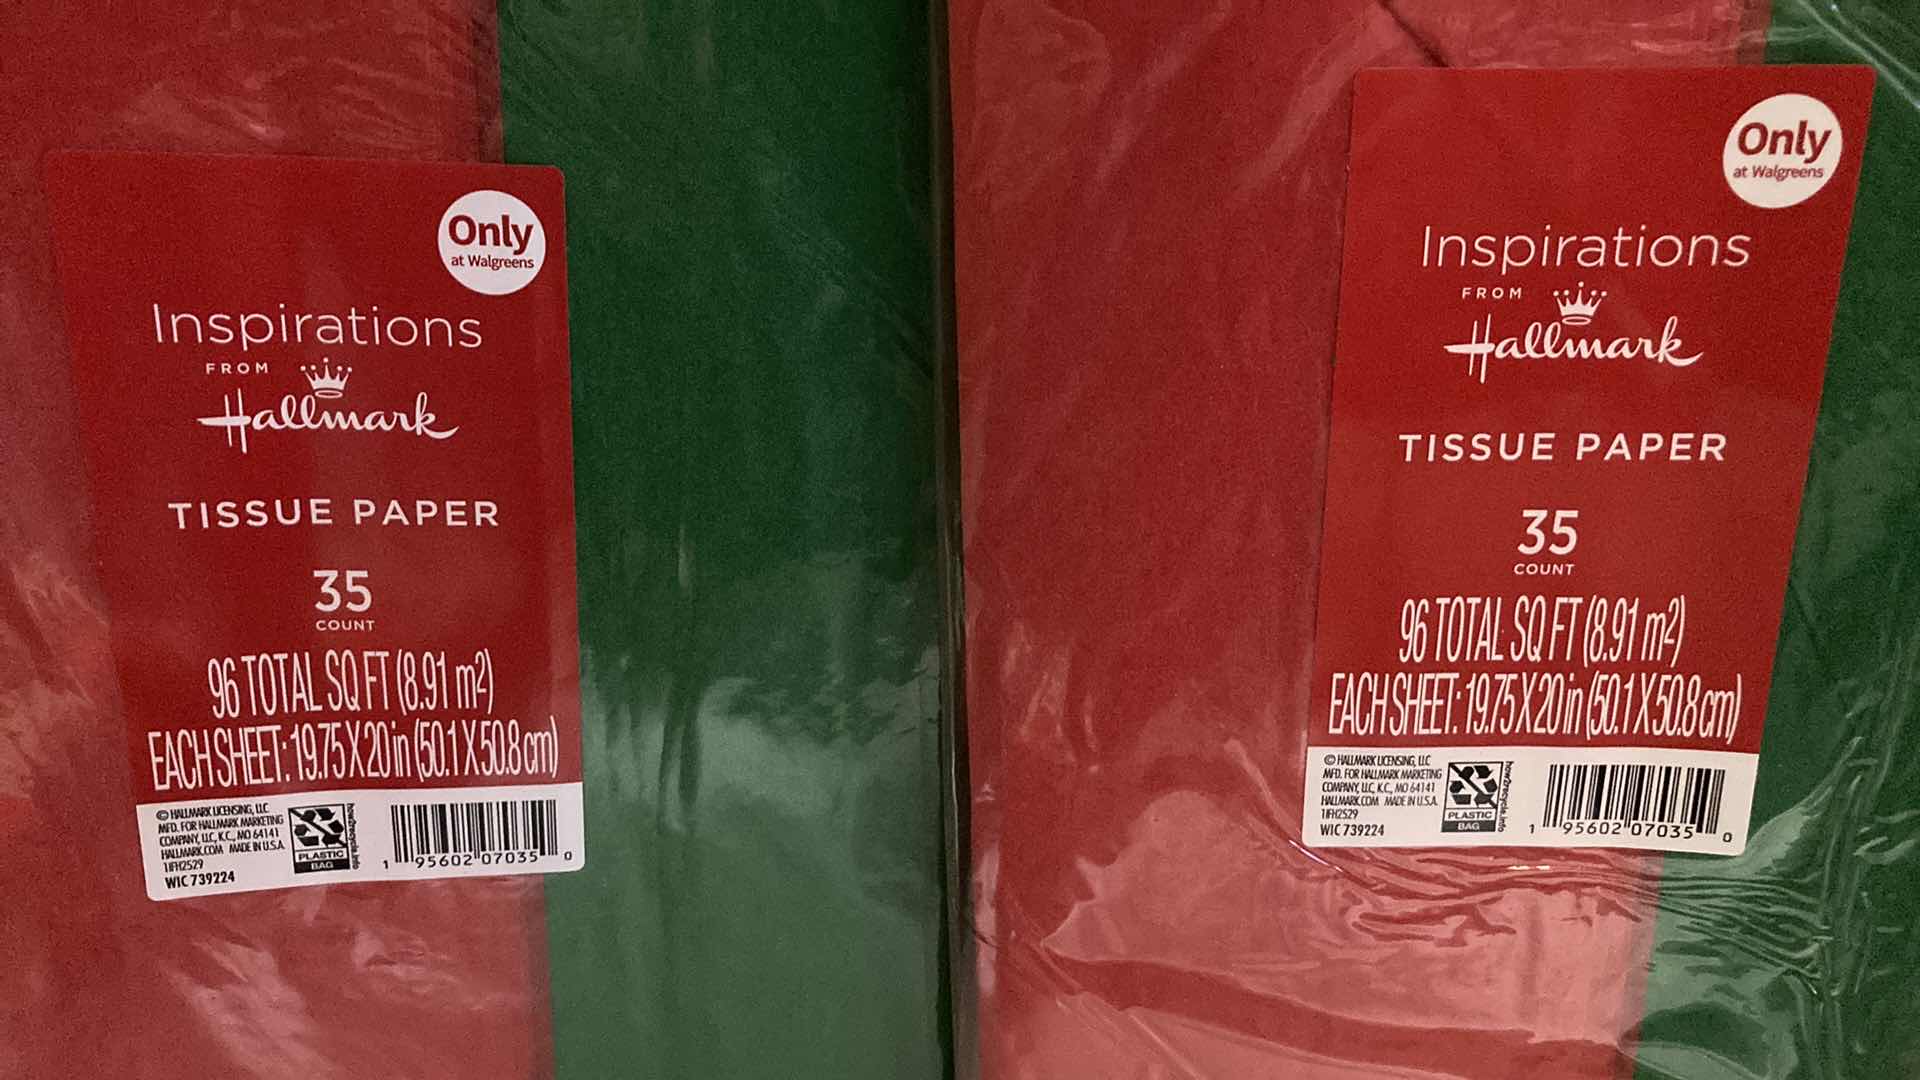 Only
at Walgreens
Inspirations
FROM
Hallmark
TISSUE PAPER
35
COUNT
96 TOTAL SQ FT (8.91 m²)
EACH SHEET: 19.75 X 20 in (50.1 X 50.8 cm)
© HALLMARK LICENSING, LLC
MFD. FOR HALLMARK MARKETING
COMPANY, LLC, K.C., MO 64141
HALLMARK.COM MADE IN U.S.A.
1IFH2529
WIC 739224
PLASTIC
BAG
how2recycle.info
1 95602 07035 0
Only
at Walgreens
Inspirations
FROM
Hallmark
TISSUE PAPER
35
COUNT
96 TOTAL SQ FT (8.91 m²)
EACH SHEET: 19.75 X 20 in (50.1 X 50.8 cm)
© HALLMARK LICENSING, LLC
MFD. FOR HALLMARK MARKETING
COMPANY, LLC, K.C., MO 64141
HALLMARK.COM MADE IN U.S.A.
1IFH2529
WIC 739224
PLASTIC
BAG
how2recycle.info
1 95602 07035 0